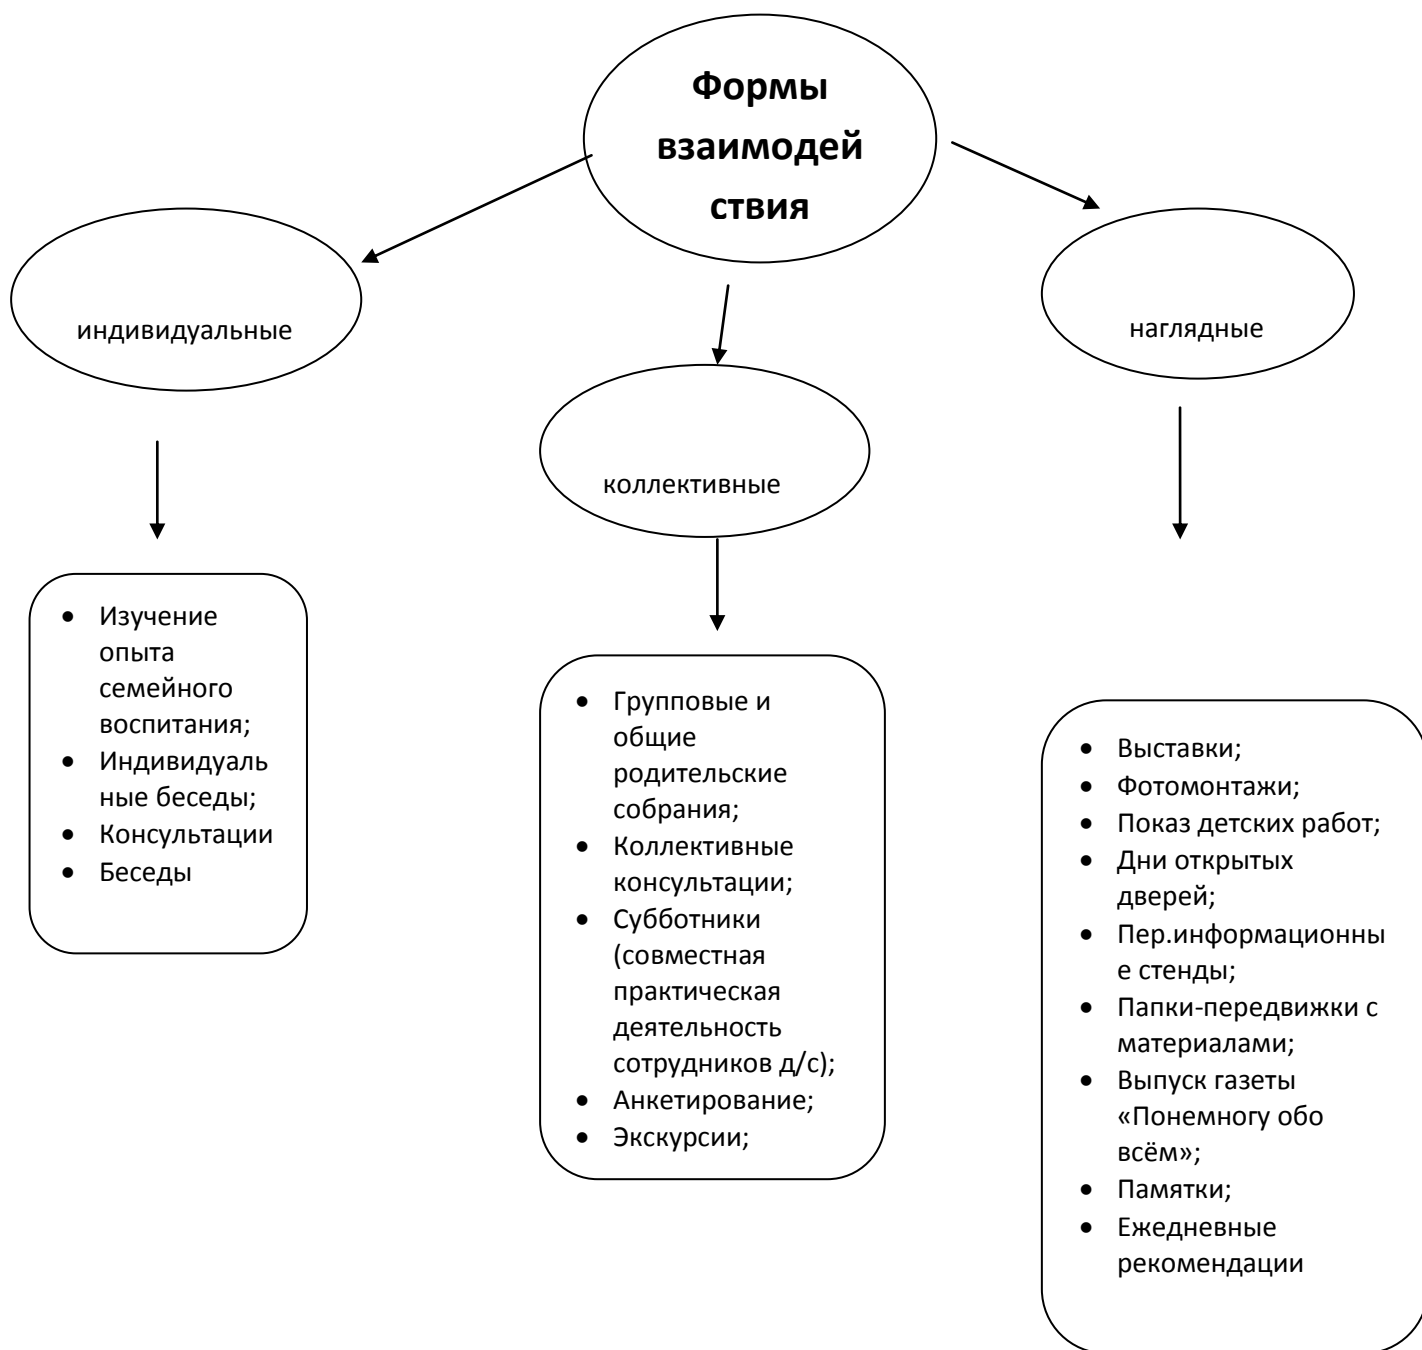 Формы
взаимодей
ствия
индивидуальные
наглядные
коллективные
• Изучение
опыта
семейного
воспитания;
• Индивидуаль
ные беседы;
• Консультации
• Беседы
• Групповые и
общие
родительские
собрания;
• Коллективные
консультации;
• Субботники
(совместная
практическая
деятельность
сотрудников д/с);
• Анкетирование;
• Экскурсии;
• Выставки;
• Фотомонтажи;
• Показ детских работ;
• Дни открытых
дверей;
• Пер.информационны
е стенды;
• Папки-передвижки с
материалами;
• Выпуск газеты
«Понемногу обо
всём»;
• Памятки;
• Ежедневные
рекомендации